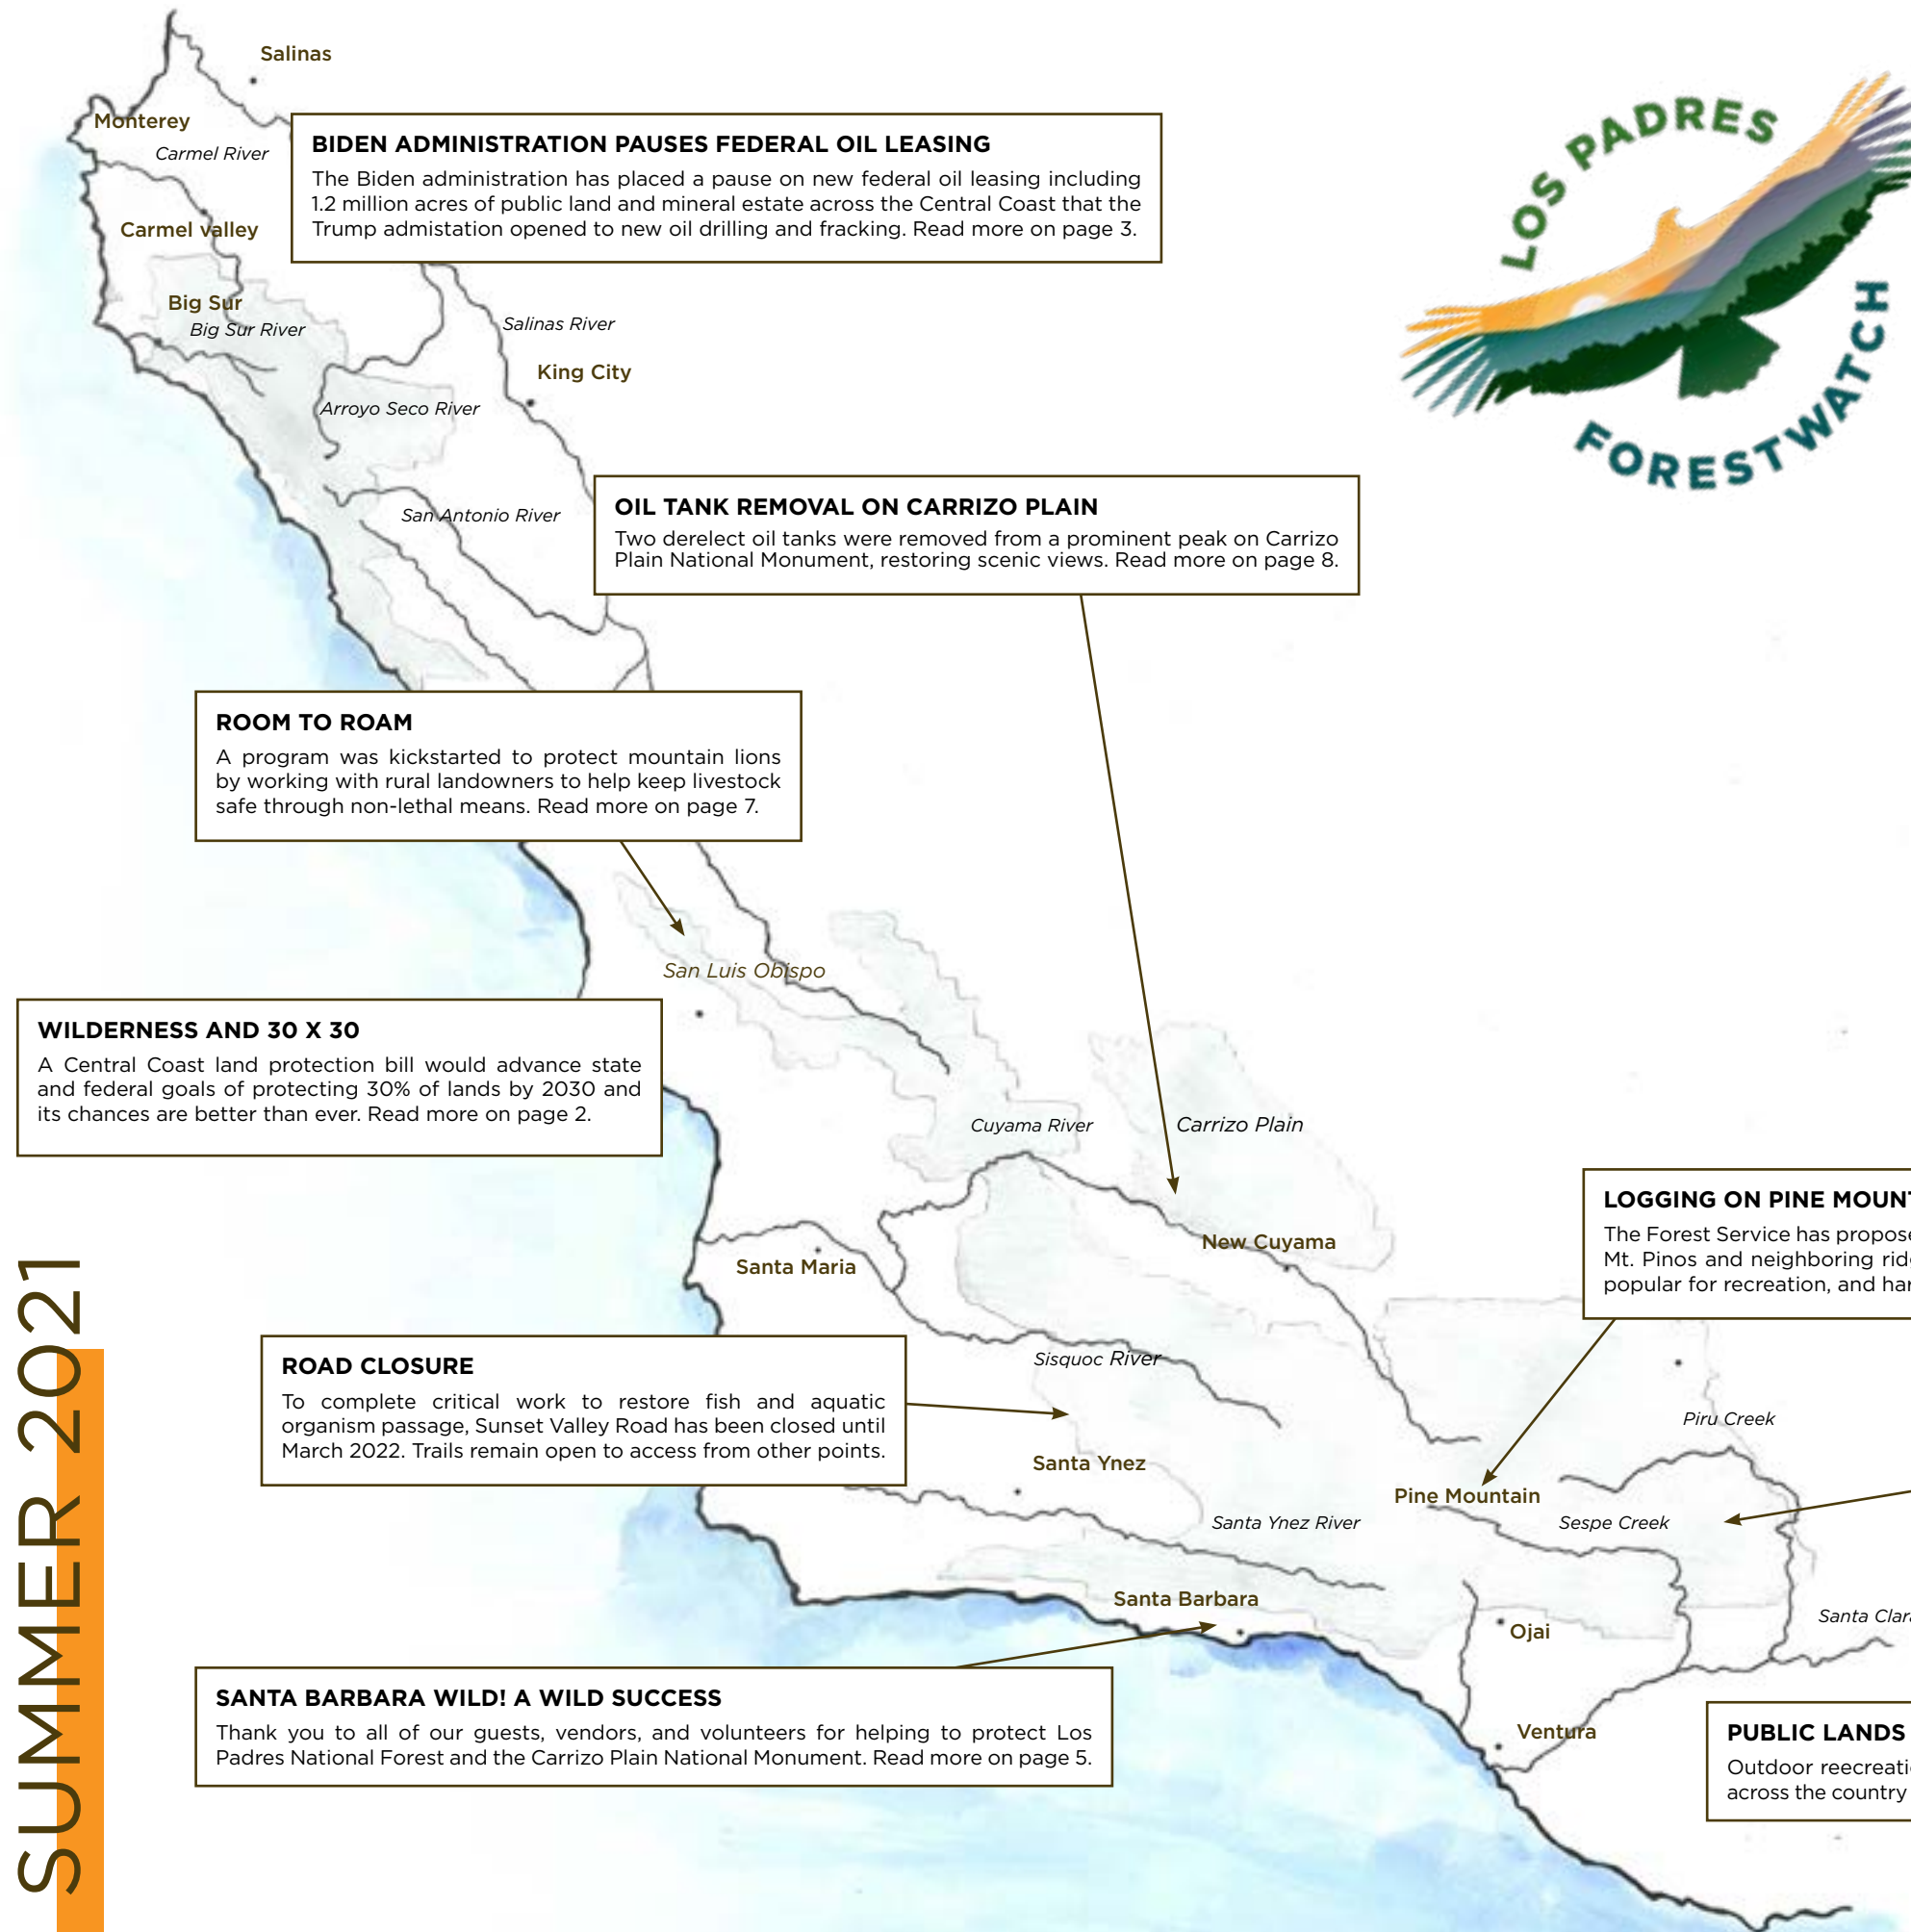 Salinas
Monterey
Carmel River
BIDEN ADMINISTRATION PAUSES FEDERAL OIL LEASING
The Biden administration has placed a pause on new federal oil leasing including
1.2 million acres of public land and mineral estate across the Central Coast that the
Trump admistation opened to new oil drilling and fracking. Read more on page 3.
LOS PADRES
FORESTWATCH
Carmel valley
Big Sur
Big Sur River
Salinas River
King City
Arroyo Seco River
San Antonio River
OIL TANK REMOVAL ON CARRIZO PLAIN
Two derelect oil tanks were removed from a prominent peak on Carrizo
Plain National Monument, restoring scenic views. Read more on page 8.
ROOM TO ROAM
A program was kickstarted to protect mountain lions
by working with rural landowners to help keep livestock
safe through non-lethal means. Read more on page 7.
San Luis Obispo
WILDERNESS AND 30 X 30
A Central Coast land protection bill would advance state
and federal goals of protecting 30% of lands by 2030 and
its chances are better than ever. Read more on page 2.
Cuyama River
Carrizo Plain
LOGGING ON PINE MOUNT
The Forest Service has propose
Mt. Pinos and neighboring rid
popular for recreation, and har
New Cuyama
Santa Maria
SUMMER 2021
ROAD CLOSURE
To complete critical work to restore fish and aquatic
organism passage, Sunset Valley Road has been closed until
March 2022. Trails remain open to access from other points.
Sisquoc River
Piru Creek
Santa Ynez
Pine Mountain
Santa Ynez River
Sespe Creek
Santa Barbara
Ojai
Santa Clar
SANTA BARBARA WILD! A WILD SUCCESS
Thank you to all of our guests, vendors, and volunteers for helping to protect Los
Padres National Forest and the Carrizo Plain National Monument. Read more on page 5.
Ventura
PUBLIC LANDS
Outdoor reecreati
across the country